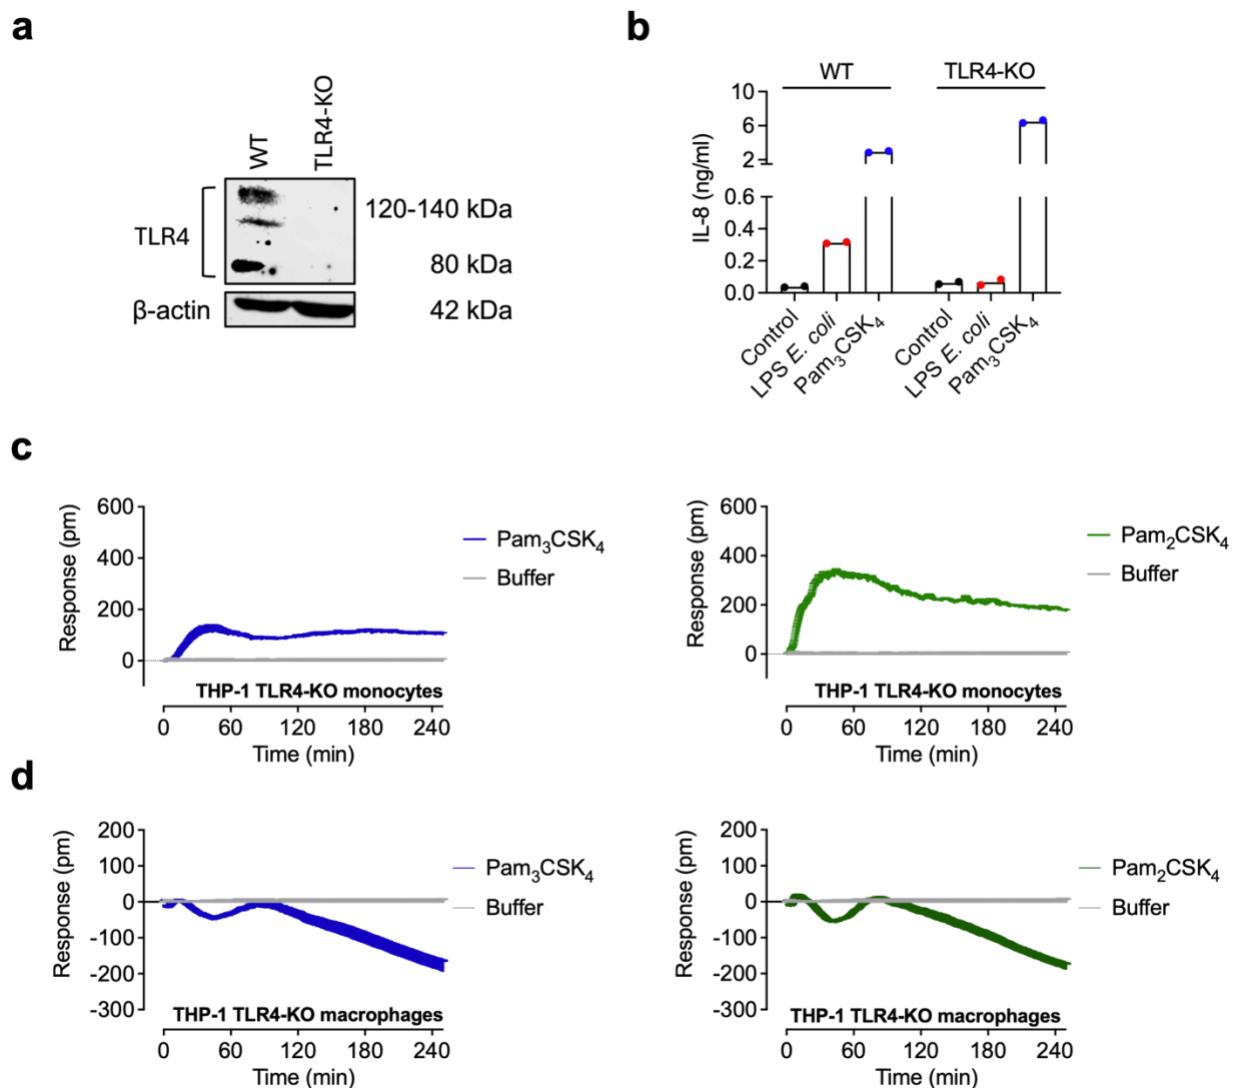 a
WT
TLR4-KO
TLR4
120-140 kDa
80 kDa
β-actin
42 kDa
b
WT
TLR4-KO
IL-8 (ng/ml)
10
6
2
0.6
0.4
0.2
0.0
Control
LPS E. coli
Pam₃CSK₄
Control
LPS E. coli
Pam₃CSK₄
c
Response (pm)
600
400
200
0
Pam₃CSK₄
Buffer
THP-1 TLR4-KO monocytes
0 60 120 180 240
Time (min)
Response (pm)
600
400
200
0
Pam₂CSK₄
Buffer
THP-1 TLR4-KO monocytes
0 60 120 180 240
Time (min)
d
Response (pm)
200
100
0
-100
-200
-300
Pam₃CSK₄
Buffer
THP-1 TLR4-KO macrophages
0 60 120 180 240
Time (min)
Response (pm)
200
100
0
-100
-200
-300
Pam₂CSK₄
Buffer
THP-1 TLR4-KO macrophages
0 60 120 180 240
Time (min)